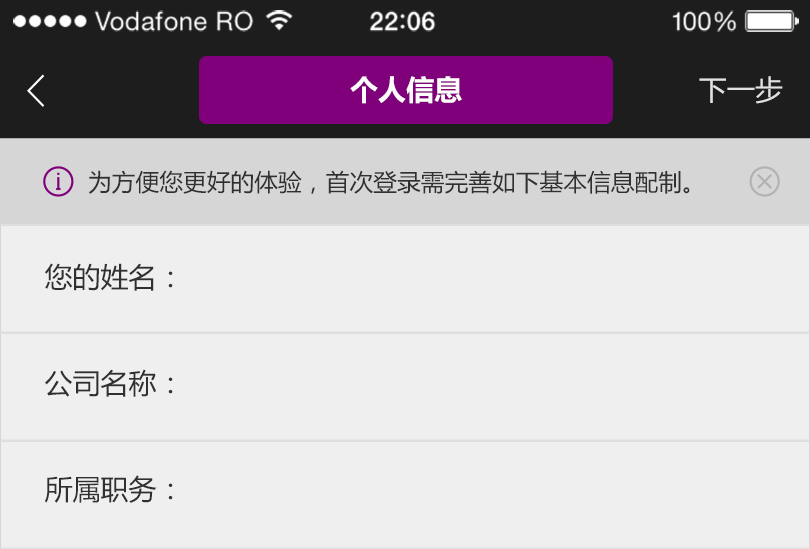 Vodafone RO 22:06 100%
个人信息 下一步
为方便您更好的体验，首次登录需完善如下基本信息配制。
您的姓名：
公司名称：
所属职务：